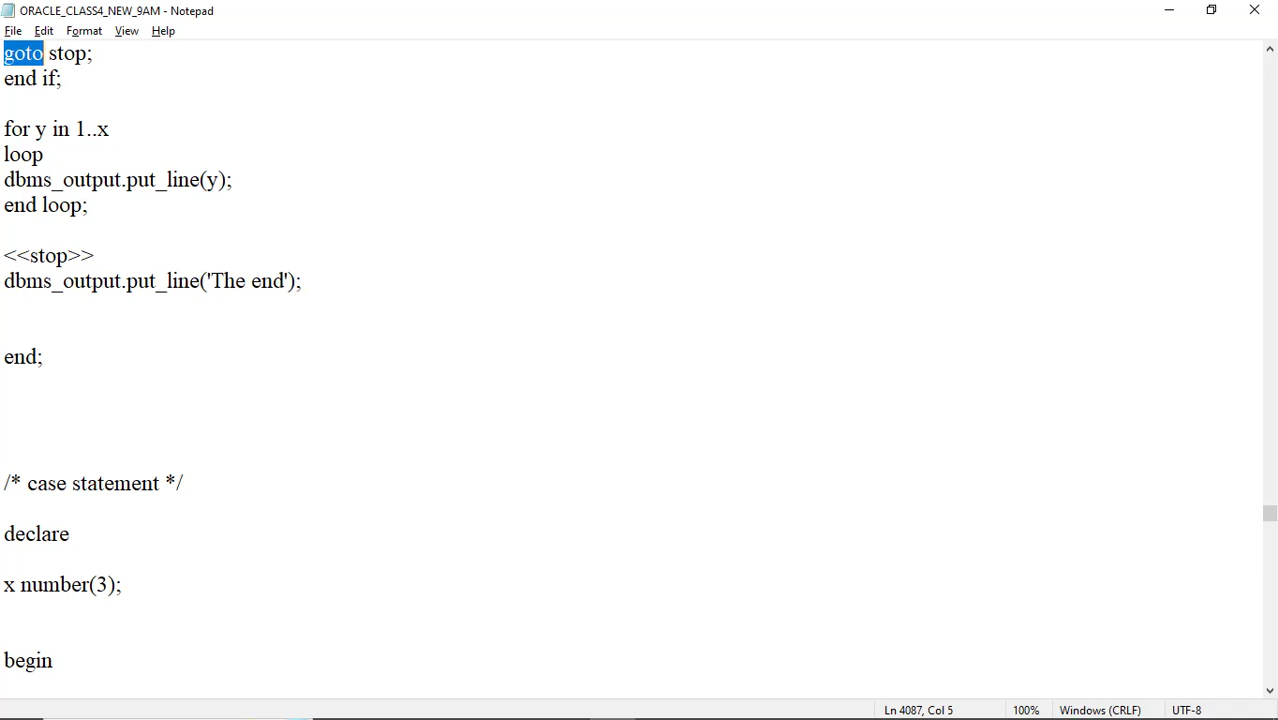 ORACLE_CLASS4_NEW_9AM - Notepad
File Edit Format View Help
goto stop;
end if;
for y in 1..x
loop
dbms_output.put_line(y);
end loop;
<<stop>>
dbms_output.put_line('The end');
end;
/* case statement */
declare
x number(3);
begin
Ln 4087, Col 5 100% Windows (CRLF) UTF-8